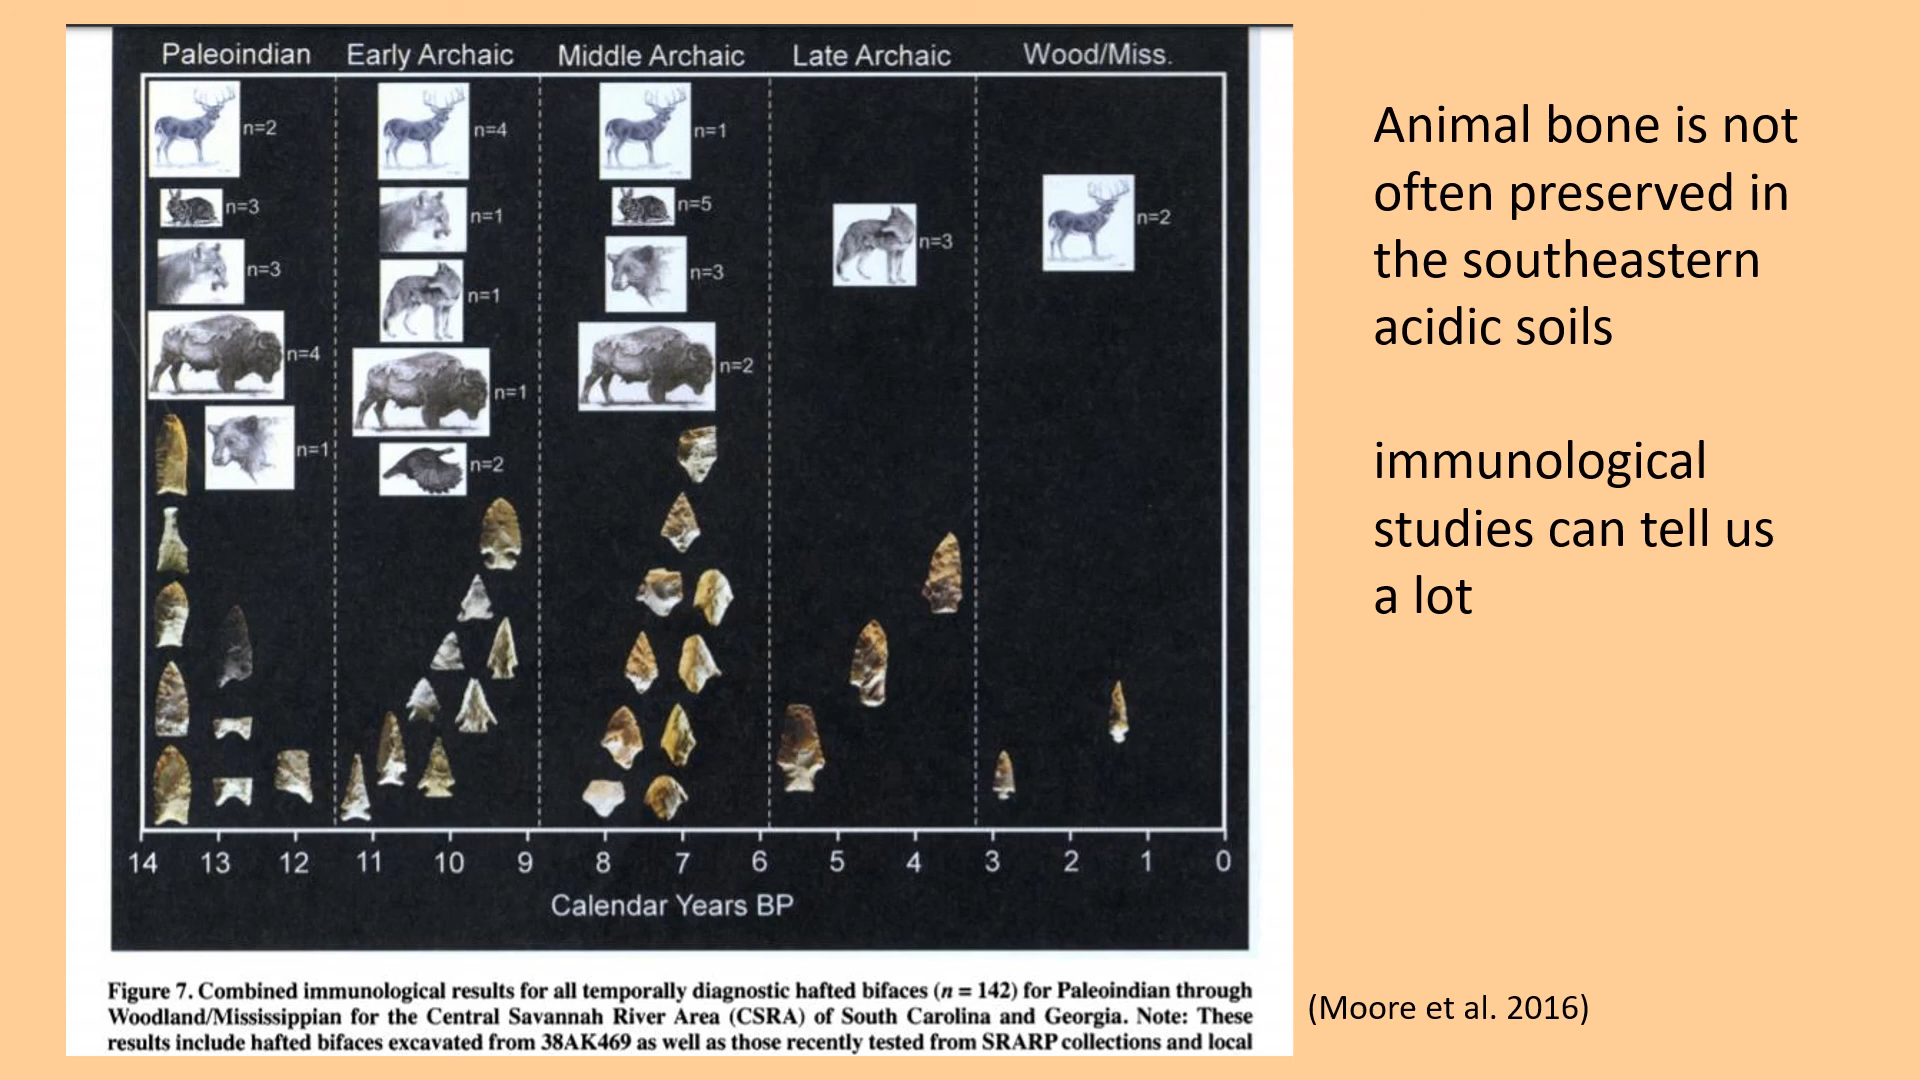 Paleoindian Early Archaic Middle Archaic Late Archaic Wood/Miss.
n=2
n=3
n=3
n=4
n=1
n=4
n=1
n=1
n=1
n=2
n=1
n=5
n=3
n=2
n=3
n=2
14 13 12 11 10 9 8 7 6 5 4 3 2 1 0
Calendar Years BP
Figure 7. Combined immunological results for all temporally diagnostic hafted bifaces (n = 142) for Paleoindian through
Woodland/Mississippian for the Central Savannah River Area (CSRA) of South Carolina and Georgia. Note: These
results include hafted bifaces excavated from 38AK469 as well as those recently tested from SRARP collections and local
Animal bone is not
often preserved in
the southeastern
acidic soils
immunological
studies can tell us
a lot
(Moore et al. 2016)